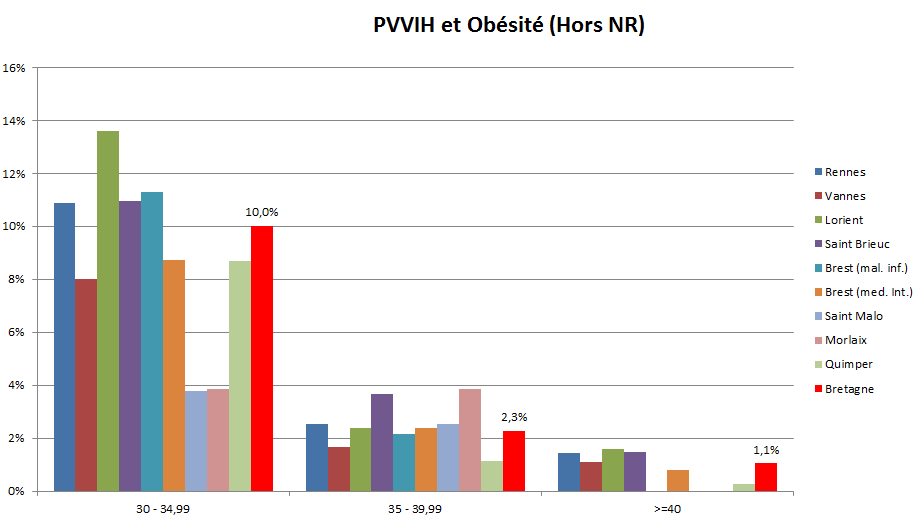 PVVIH et Obésité (Hors NR)
16%
14%
12%
10%
8%
6%
4%
2%
0%
10,0%
2,3%
1,1%
30 - 34,99
35 - 39,99
>=40
Rennes
Vannes
Lorient
Saint Brieuc
Brest (mal. inf.)
Brest (med. Int.)
Saint Malo
Morlaix
Quimper
Bretagne